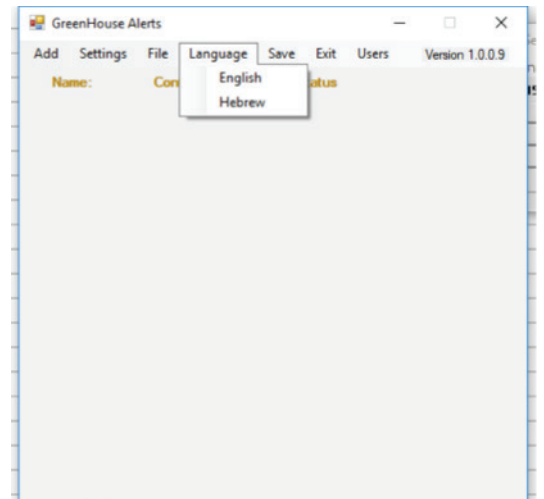 GreenHouse Alerts
Add Settings File Language Save Exit Users Version 1.0.0.9
Name:
English
Hebrew